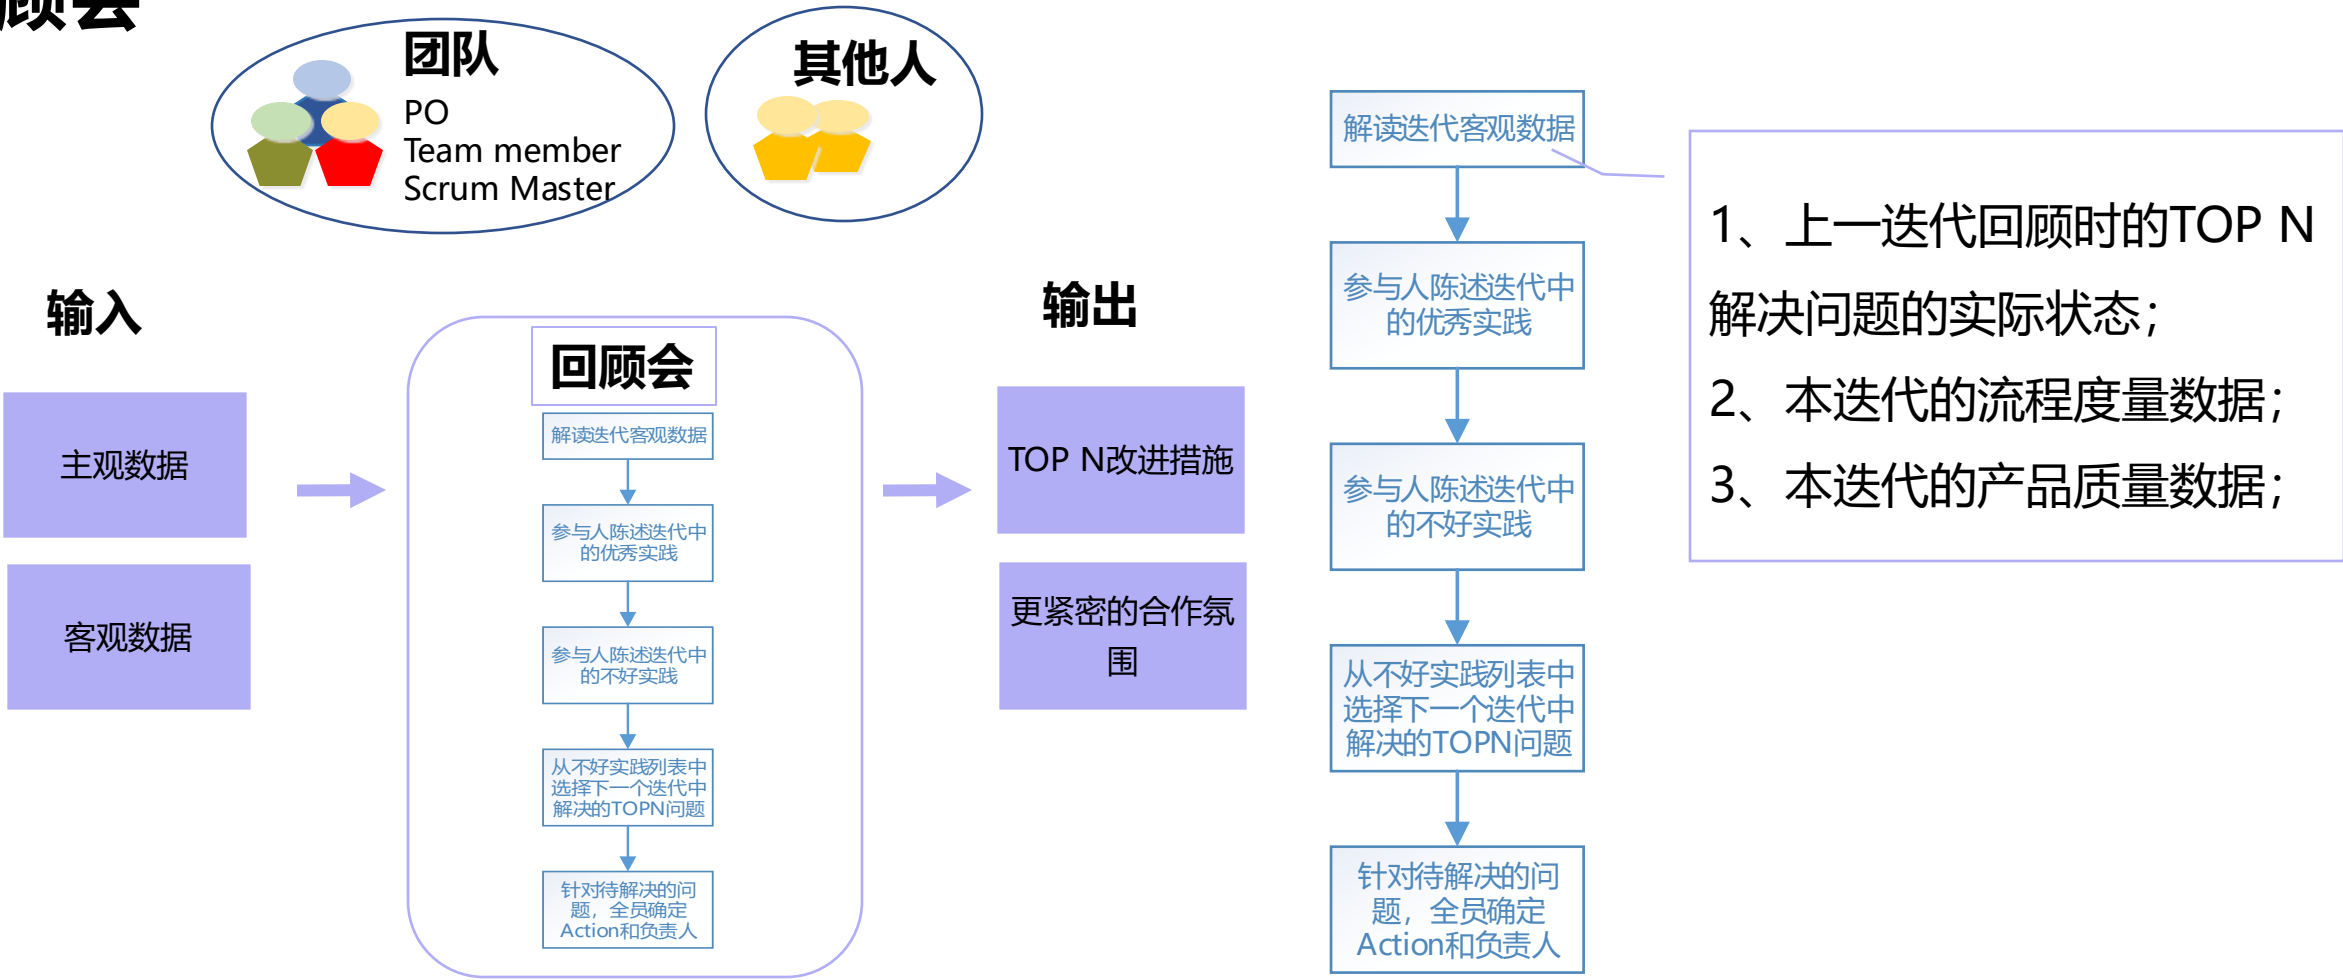 顾会
团队
PO
Team member
Scrum Master
其他人
输入
主观数据
客观数据
回顾会
解读迭代客观数据
参与人陈述迭代中
的优秀实践
参与人陈述迭代中
的不好实践
从不好实践列表中
选择下一个迭代中
解决的TOPN问题
针对待解决的问
题，全员确定
Action和负责人
输出
TOP N改进措施
更紧密的合作氛
围
解读迭代客观数据
参与人陈述迭代中
的优秀实践
参与人陈述迭代中
的不好实践
从不好实践列表中
选择下一个迭代中
解决的TOPN问题
针对待解决的问
题，全员确定
Action和负责人
1、上一迭代回顾时的TOP N
解决问题的实际状态；
2、本迭代的流程度量数据；
3、本迭代的产品质量数据；